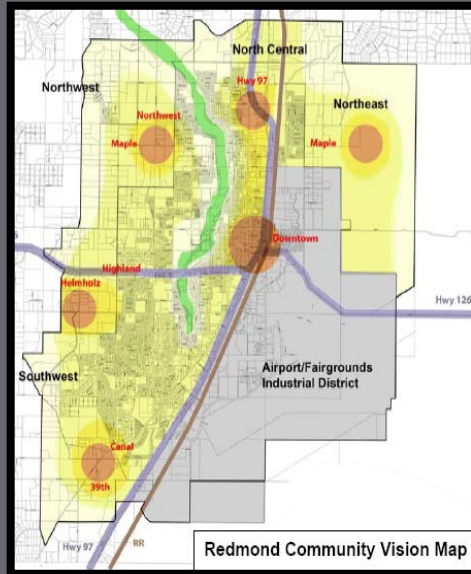 North Central
Northwest
Hwy 97
Northeast
Northwest
Maple
Maple
Downtown
Highland
Helmholz
Hwy 126
Airport/Fairgrounds
Industrial District
Southwest
Canal
39th
Hwy 97
RR
Redmond Community Vision Map